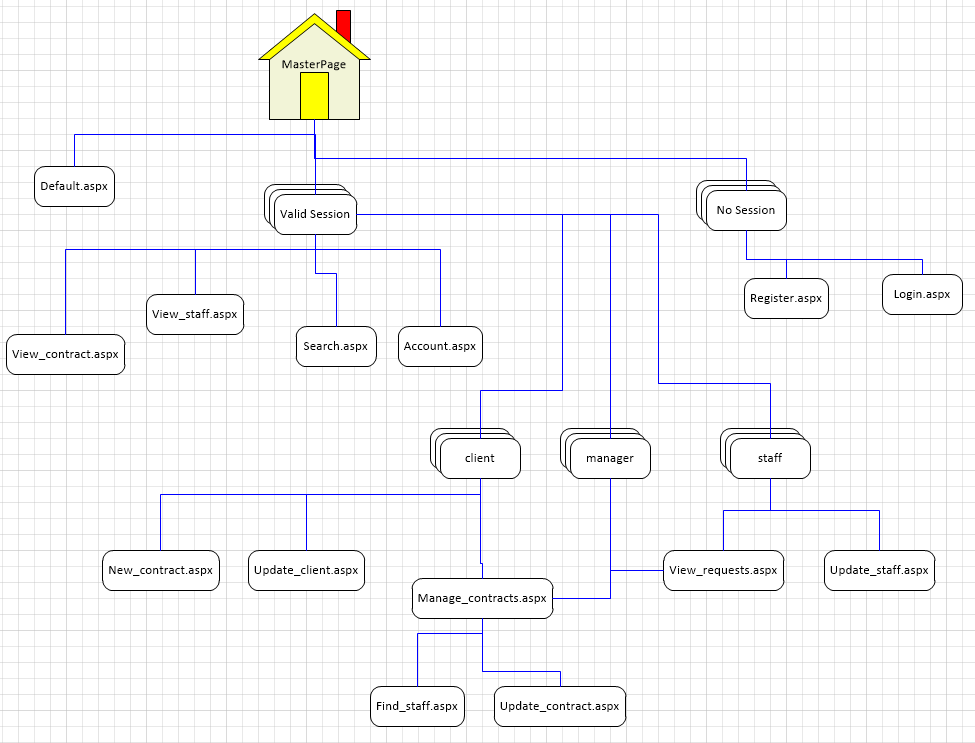 MasterPage
Default.aspx
Valid Session
No Session
Register.aspx
Login.aspx
View_staff.aspx
View_contract.aspx
Search.aspx
Account.aspx
client
manager
staff
New_contract.aspx
Update_client.aspx
View_requests.aspx
Update_staff.aspx
Manage_contracts.aspx
Find_staff.aspx
Update_contract.aspx